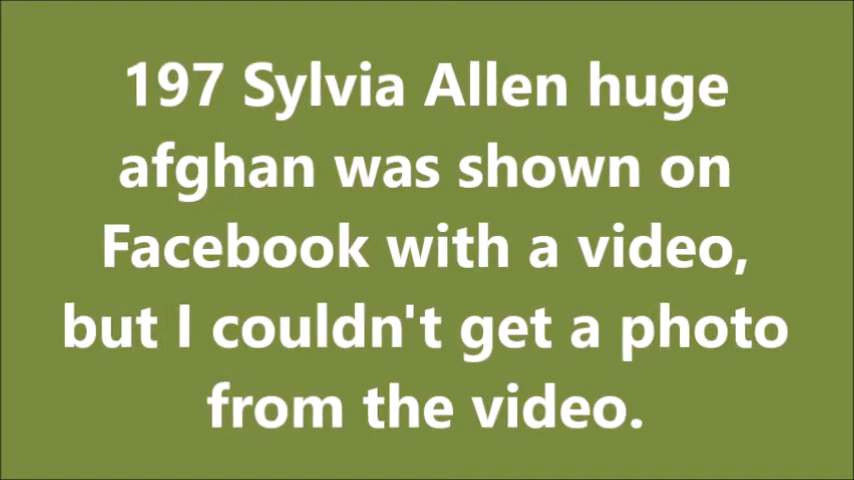 197 Sylvia Allen huge
afghan was shown on
Facebook with a video,
but I couldn't get a photo
from the video.